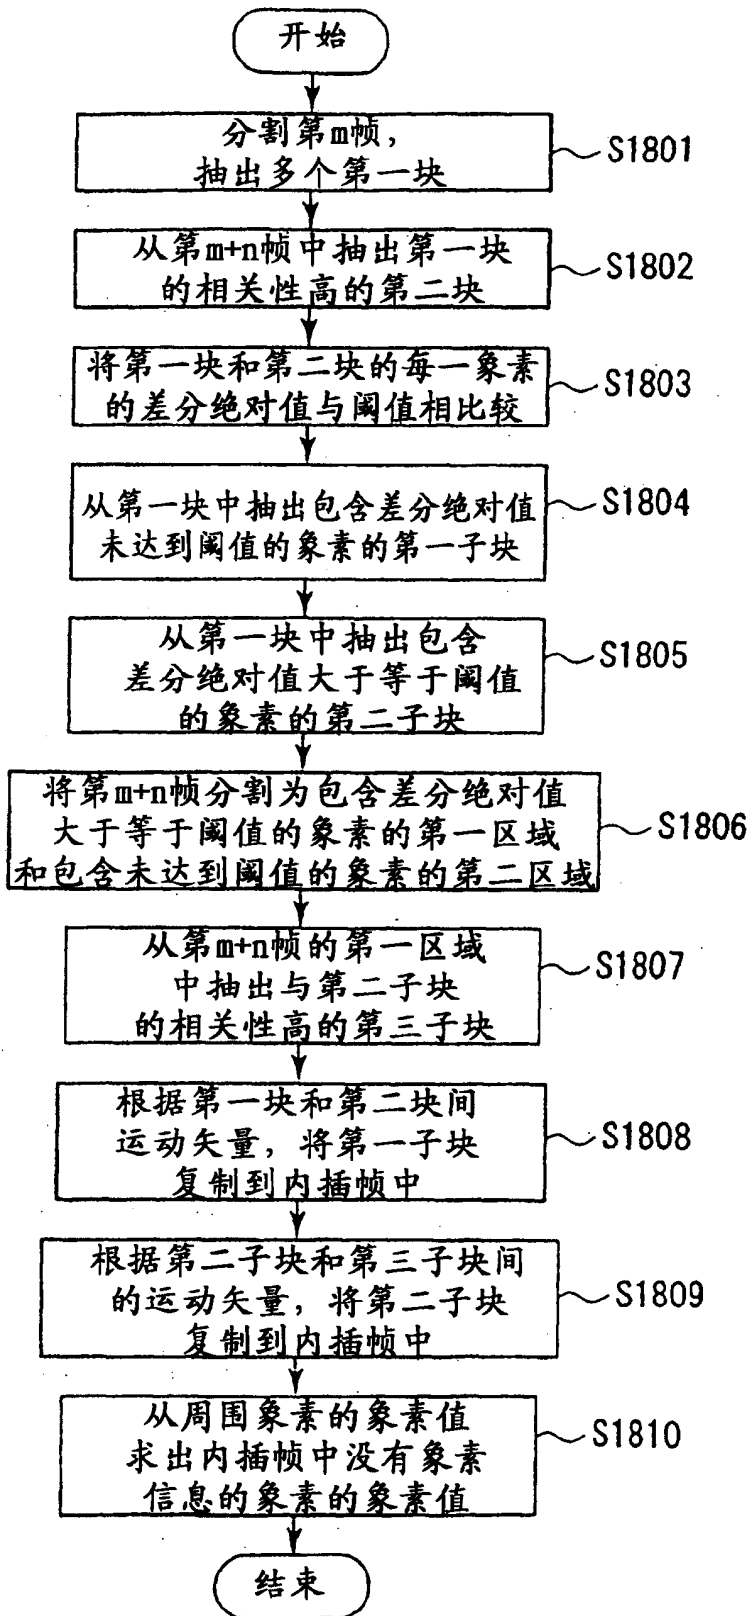 开始
分割第m帧，
抽出多个第一块
S1801
从第m+n帧中抽出第一块
的相关性高的第二块
S1802
将第一块和第二块的每一象素
的差分绝对值与阈值相比较
S1803
从第一块中抽出包含差分绝对值
未达到阈值的象素的第一子块
S1804
从第一块中抽出包含
差分绝对值大于等于阈值
的象素的第二子块
S1805
将第m+n帧分割为包含差分绝对值
大于等于阈值的象素的第一区域
和包含未达到阈值的象素的第二区域
S1806
从第m+n帧的第一区域
中抽出与第二子块
的相关性高的第三子块
S1807
根据第一块和第二块间
运动矢量，将第一子块
复制到内插帧中
S1808
根据第二子块和第三子块间
的运动矢量，将第二子块
复制到内插帧中
S1809
从周围象素的象素值
求出内插帧中没有象素
信息的象素的象素值
S1810
结束